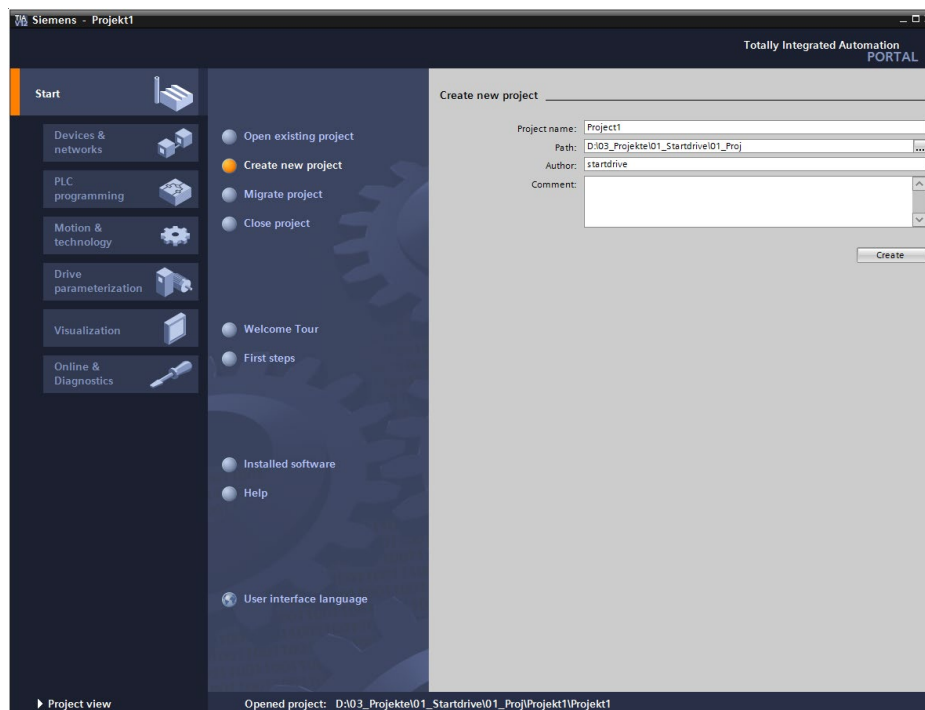 TIA
V12
Siemens - Projekt1
Totally Integrated Automation
PORTAL
Start
Devices &
networks
PLC
programming
Motion &
technology
Drive
parameterization
Visualization
Online &
Diagnostics
Open existing project
Create new project
Migrate project
Close project
Welcome Tour
First steps
Installed software
Help
User interface language
Create new project
Project name: Project1
Path: D:\03_Projekte\01_Startdrive\01_Proj ...
Author: startdrive
Comment:
Create
Project view
Opened project: D:\03_Projekte\01_Startdrive\01_Proj\Projekt1\Projekt1